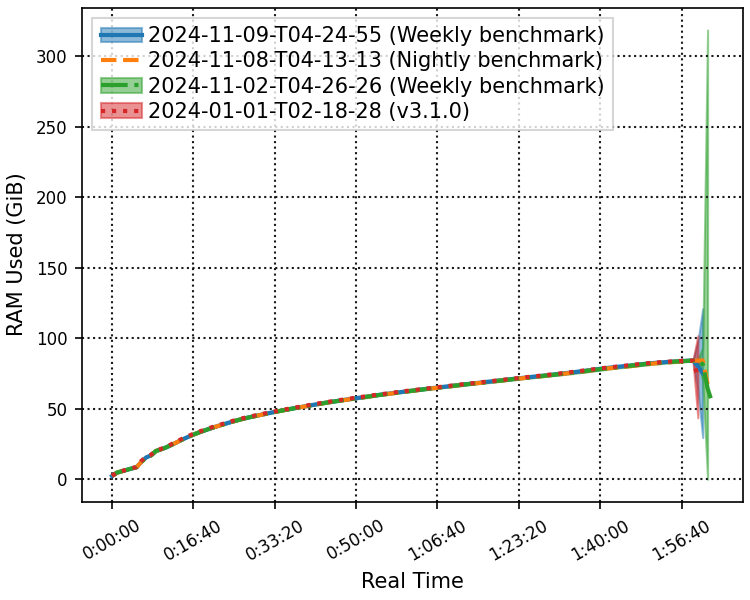 2024-11-09-T04-24-55 (Weekly benchmark)
2024-11-08-T04-13-13 (Nightly benchmark)
2024-11-02-T04-26-26 (Weekly benchmark)
2024-01-01-T02-18-28 (v3.1.0)
RAM Used (GiB)
300
250
200
150
100
50
0
0:00:00
0:16:40
0:33:20
0:50:00
1:06:40
1:23:20
1:40:00
1:56:40
Real Time